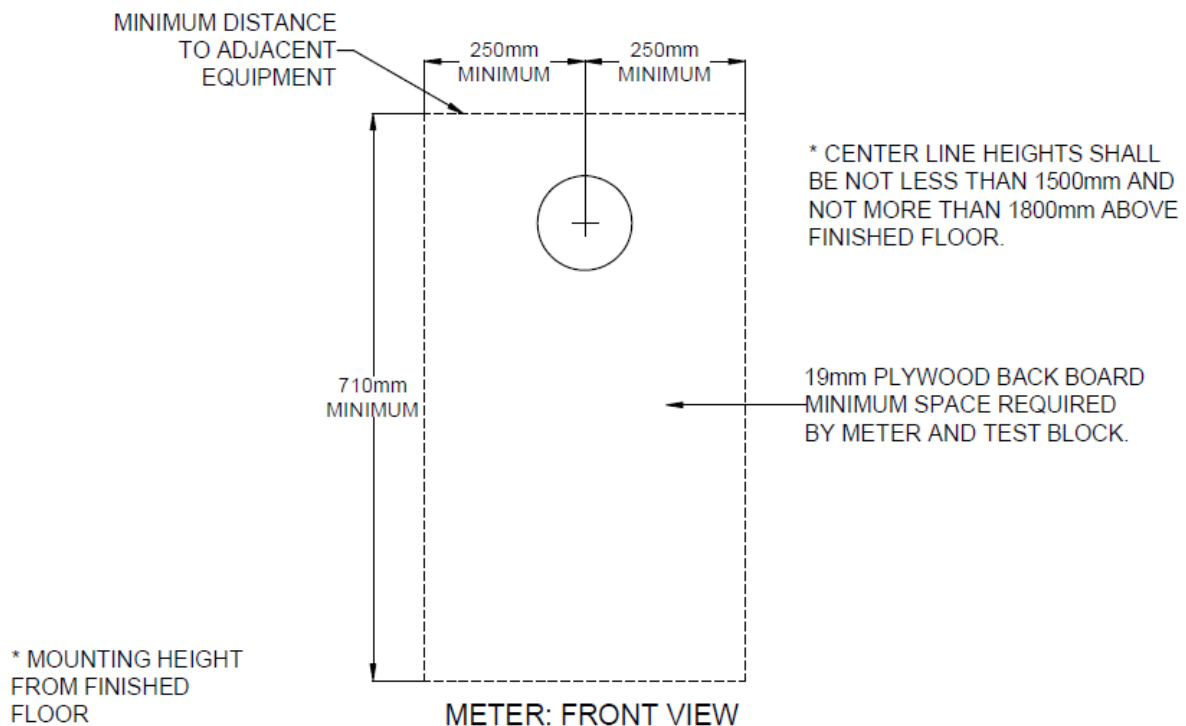 MINIMUM DISTANCE
TO ADJACENT
EQUIPMENT
250mm
MINIMUM
250mm
MINIMUM
* CENTER LINE HEIGHTS SHALL
BE NOT LESS THAN 1500mm AND
NOT MORE THAN 1800mm ABOVE
FINISHED FLOOR.
710mm
MINIMUM
19mm PLYWOOD BACK BOARD
MINIMUM SPACE REQUIRED
BY METER AND TEST BLOCK.
* MOUNTING HEIGHT
FROM FINISHED
FLOOR
METER: FRONT VIEW